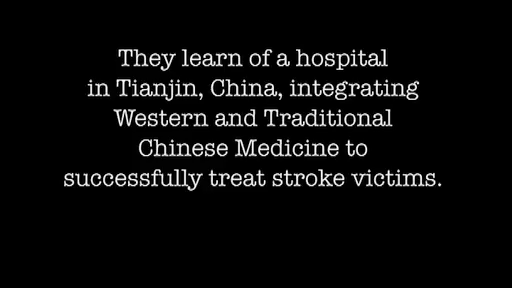 They learn of a hospital
in Tianjin, China, integrating
Western and Traditional
Chinese Medicine to
successfully treat stroke victims.